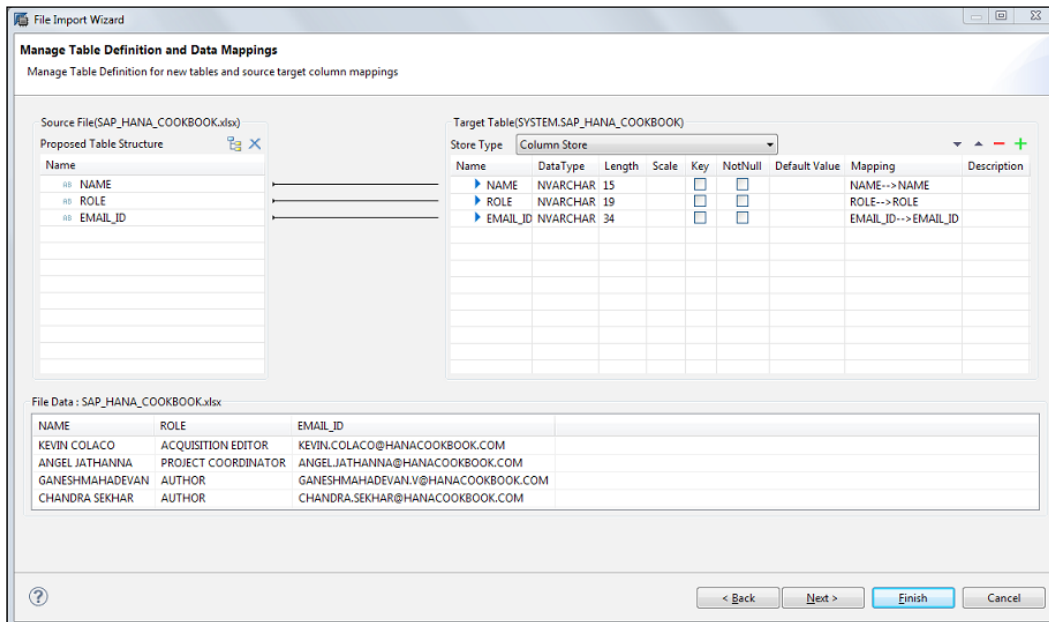 File Import Wizard
Manage Table Definition and Data Mappings
Manage Table Definition for new tables and source target column mappings
Source File(SAP_HANA_COOKBOOK.xlsx)
Proposed Table Structure
Name
AB NAME
AB ROLE
AB EMAIL_ID
Target Table(SYSTEM.SAP_HANA_COOKBOOK)
Store Type Column Store
Name DataType Length Scale Key NotNull Default Value Mapping Description
NAME NVARCHAR 15 NAME-->NAME
ROLE NVARCHAR 19 ROLE-->ROLE
EMAIL_ID NVARCHAR 34 EMAIL_ID-->EMAIL_ID
File Data : SAP_HANA_COOKBOOK.xlsx
NAME ROLE EMAIL_ID
KEVIN COLACO ACQUISITION EDITOR KEVIN.COLACO@HANACOOKBOOK.COM
ANGEL JATHANNA PROJECT COORDINATOR ANGEL.JATHANNA@HANACOOKBOOK.COM
GANESHMAHADEVAN AUTHOR GANESHMAHADEVAN.V@HANACOOKBOOK.COM
CHANDRA SEKHAR AUTHOR CHANDRA.SEKHAR@HANACOOKBOOK.COM
? < Back Next > Finish Cancel